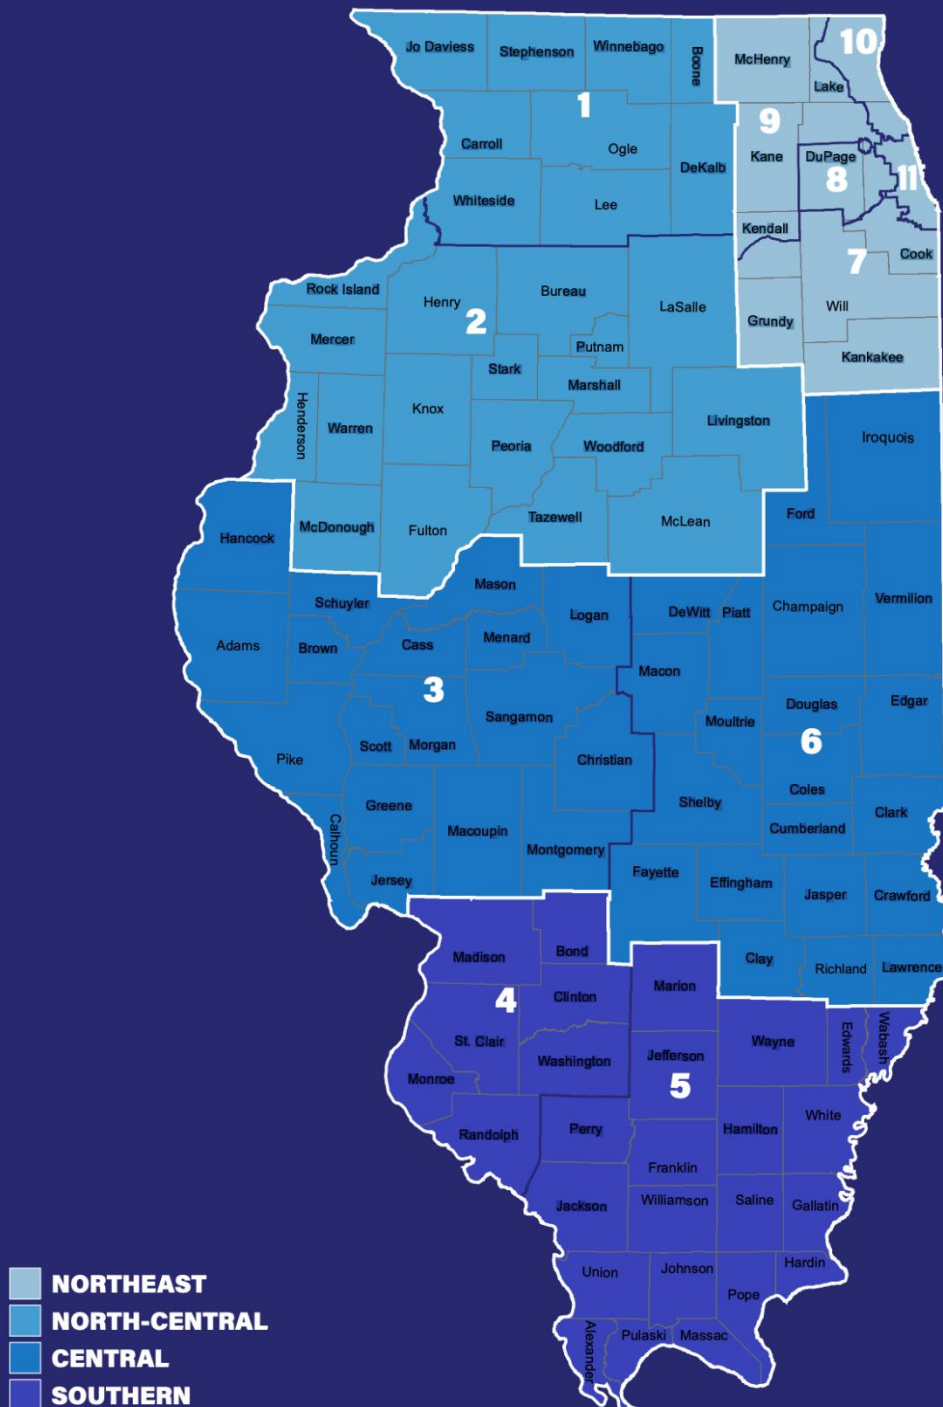 10
Jo Daviess
Stephenson
Winnebago
Boone
McHenry
Lake
1
9
Carroll
Ogle
DeKalb
Kane
DuPage
8
11
Whiteside
Lee
Kendall
Cook
7
Rock Island
Henry
2
Bureau
LaSalle
Grundy
Will
Mercer
Putnam
Kankakee
Stark
Marshall
Henderson
Warren
Knox
Peoria
Woodford
Livingston
Iroquois
McDonough
Fulton
Tazewell
McLean
Ford
Hancock
Schuyler
Mason
Logan
DeWitt
Piatt
Champaign
Vermilion
Adams
Brown
Cass
Menard
Macon
3
Sangamon
Moultrie
Douglas
Edgar
6
Pike
Scott
Morgan
Christian
Coles
Greene
Shelby
Clark
Calhoun
Macoupin
Montgomery
Cumberland
Jersey
Fayette
Effingham
Jasper
Crawford
Madison
Bond
Clay
Richland
Lawrence
4
Clinton
Marion
St. Clair
Washington
Jefferson
Wayne
Edwards
Wabash
Monroe
5
Randolph
Perry
Hamilton
White
Franklin
Jackson
Williamson
Saline
Gallatin
Union
Johnson
Hardin
Pope
Alexander
Pulaski
Massac
NORTHEAST
NORTH-CENTRAL
CENTRAL
SOUTHERN